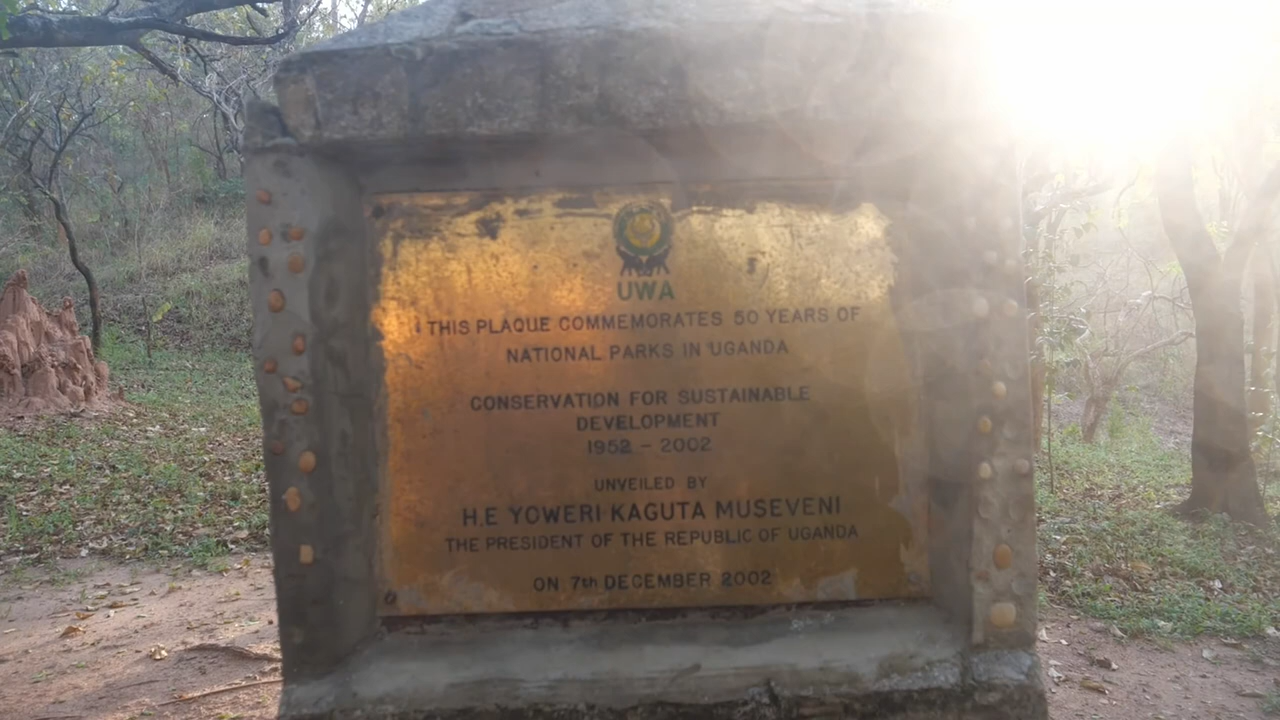 UWA
THIS PLAQUE COMMEMORATES 50 YEARS OF
NATIONAL PARKS IN UGANDA
CONSERVATION FOR SUSTAINABLE
DEVELOPMENT
1952 - 2002
UNVEILED BY
H.E YOWERI KAGUTA MUSEVENI
THE PRESIDENT OF THE REPUBLIC OF UGANDA
ON 7th DECEMBER 2002